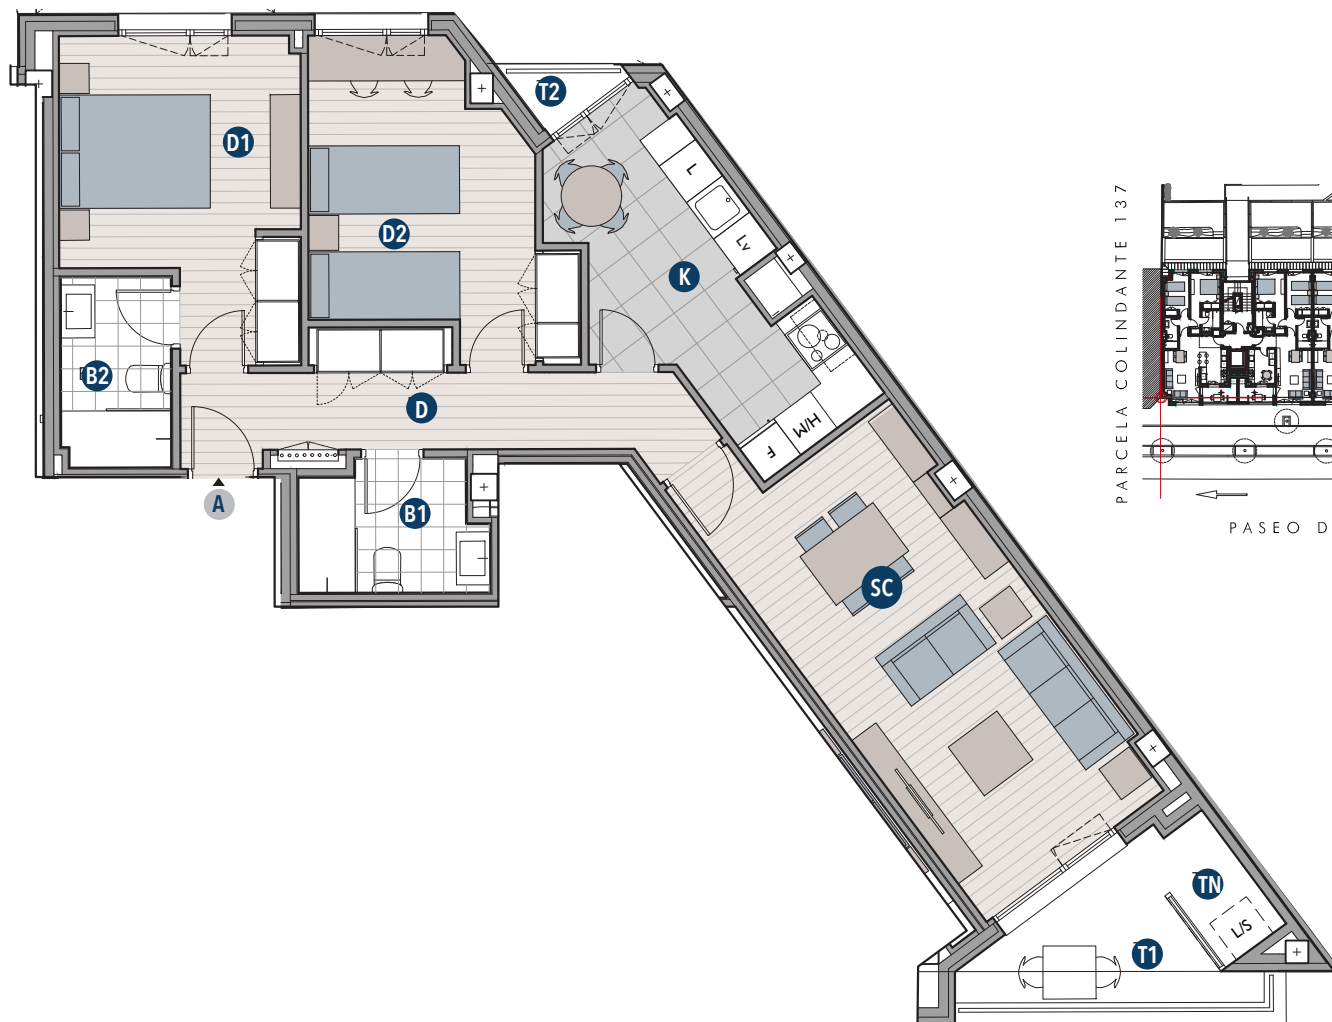 T2
D1
L
D2
Lv
K
B2
D
H/M
F
A
B1
SC
TN
L/S
T1
PARCELA COLINDANTE 137
PASEO D